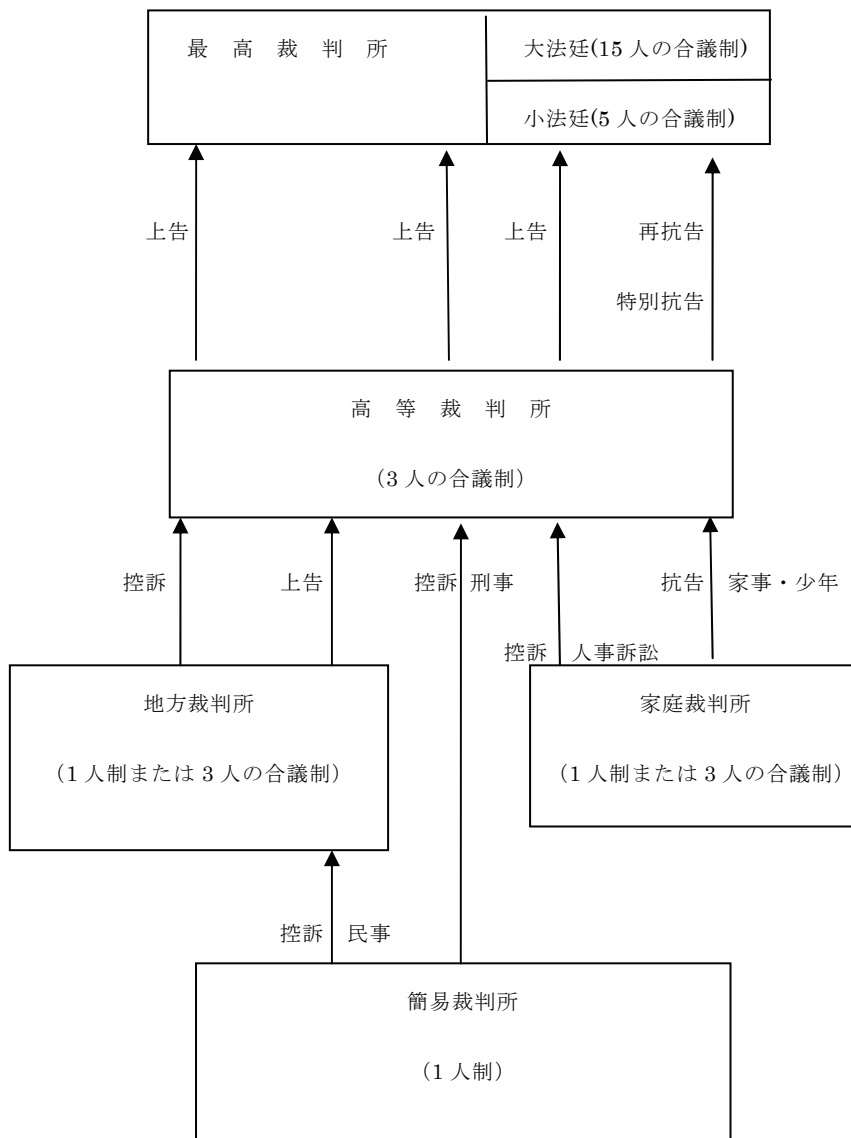 最 高 裁 判 所
大法廷(15 人の合議制)
小法廷(5 人の合議制)
上告 上告 上告 再抗告
特別抗告
高 等 裁 判 所
（3 人の合議制）
控訴 上告 控訴 刑事 抗告 家事・少年
控訴 人事訴訟
地方裁判所
（1 人制または 3 人の合議制）
家庭裁判所
（1 人制または 3 人の合議制）
控訴 民事
簡易裁判所
（1 人制）